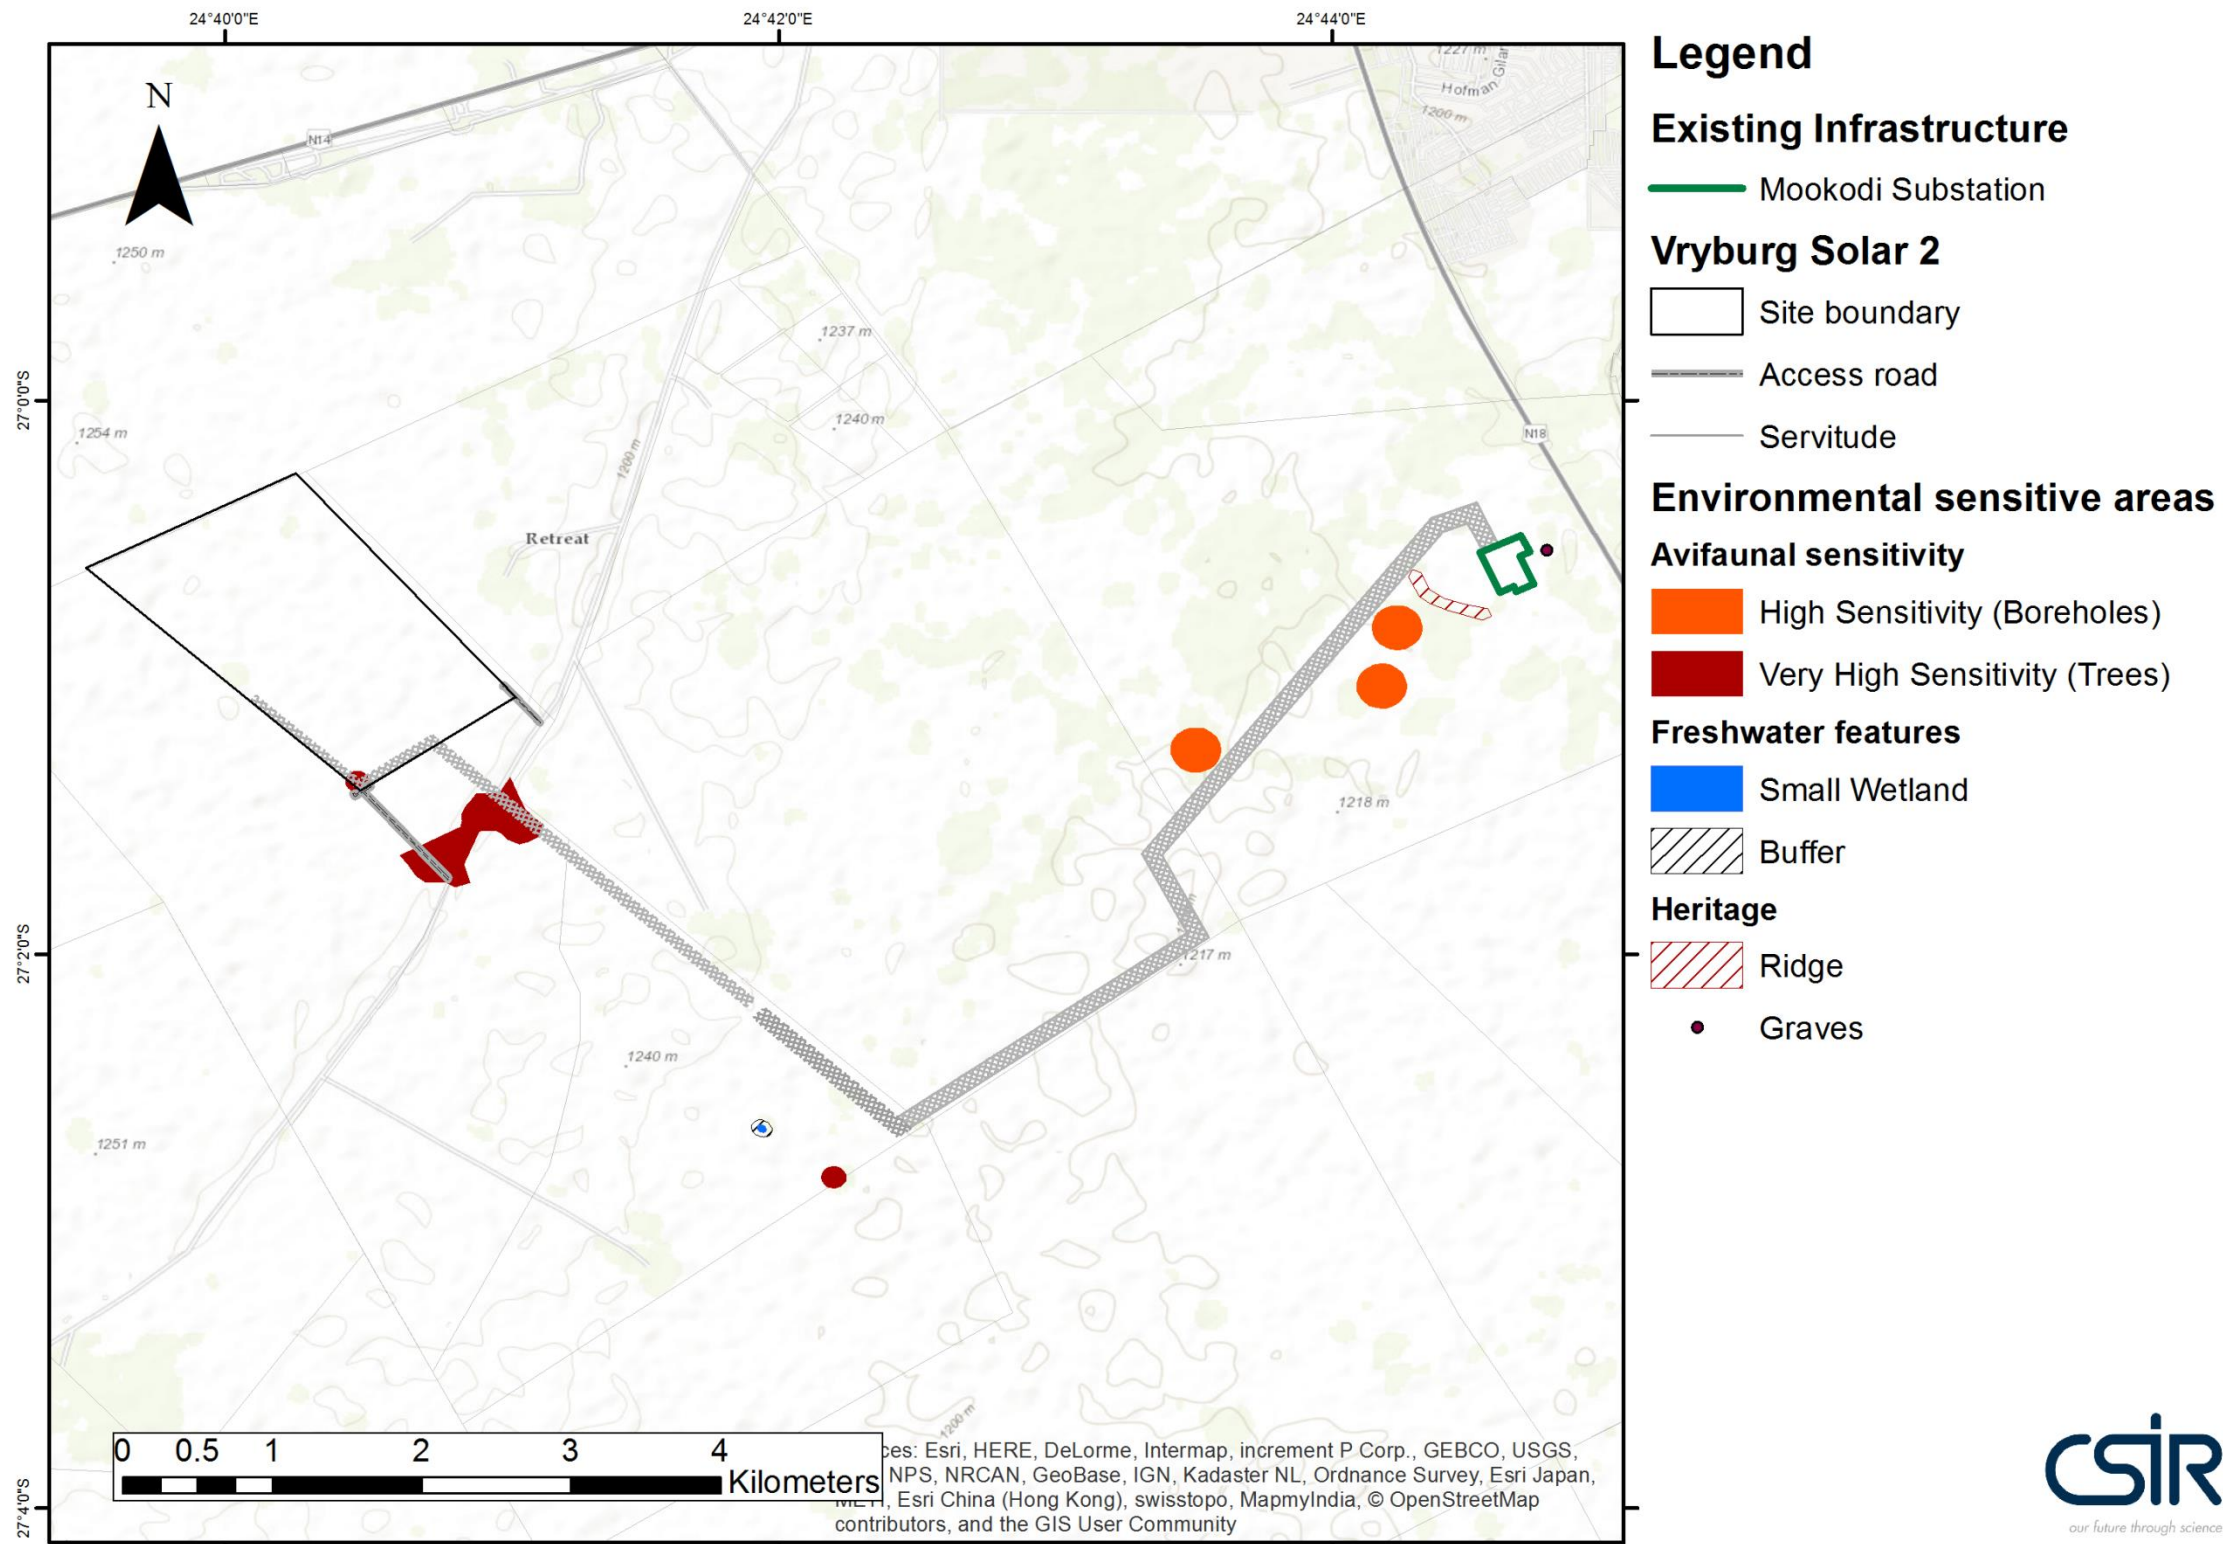 24°40'0"E
24°42'0"E
24°44'0"E
27°0'0"S
27°2'0"S
27°4'0"S
N
N14
1250 m
1254 m
1237 m
1240 m
1200 m
Retreat
1227 m
Hofman
Gilar
1200 m
N18
1218 m
1217 m
1240 m
1251 m
1200 m
0 0.5 1 2 3 4
Kilometers
ces: Esri, HERE, DeLorme, Intermap, increment P Corp., GEBCO, USGS,
NPS, NRCAN, GeoBase, IGN, Kadaster NL, Ordnance Survey, Esri Japan,
METI, Esri China (Hong Kong), swisstopo, MapmyIndia, © OpenStreetMap
contributors, and the GIS User Community
Legend
Existing Infrastructure
Mookodi Substation
Vryburg Solar 2
Site boundary
Access road
Servitude
Environmental sensitive areas
Avifaunal sensitivity
High Sensitivity (Boreholes)
Very High Sensitivity (Trees)
Freshwater features
Small Wetland
Buffer
Heritage
Ridge
Graves
CSIR
our future through science